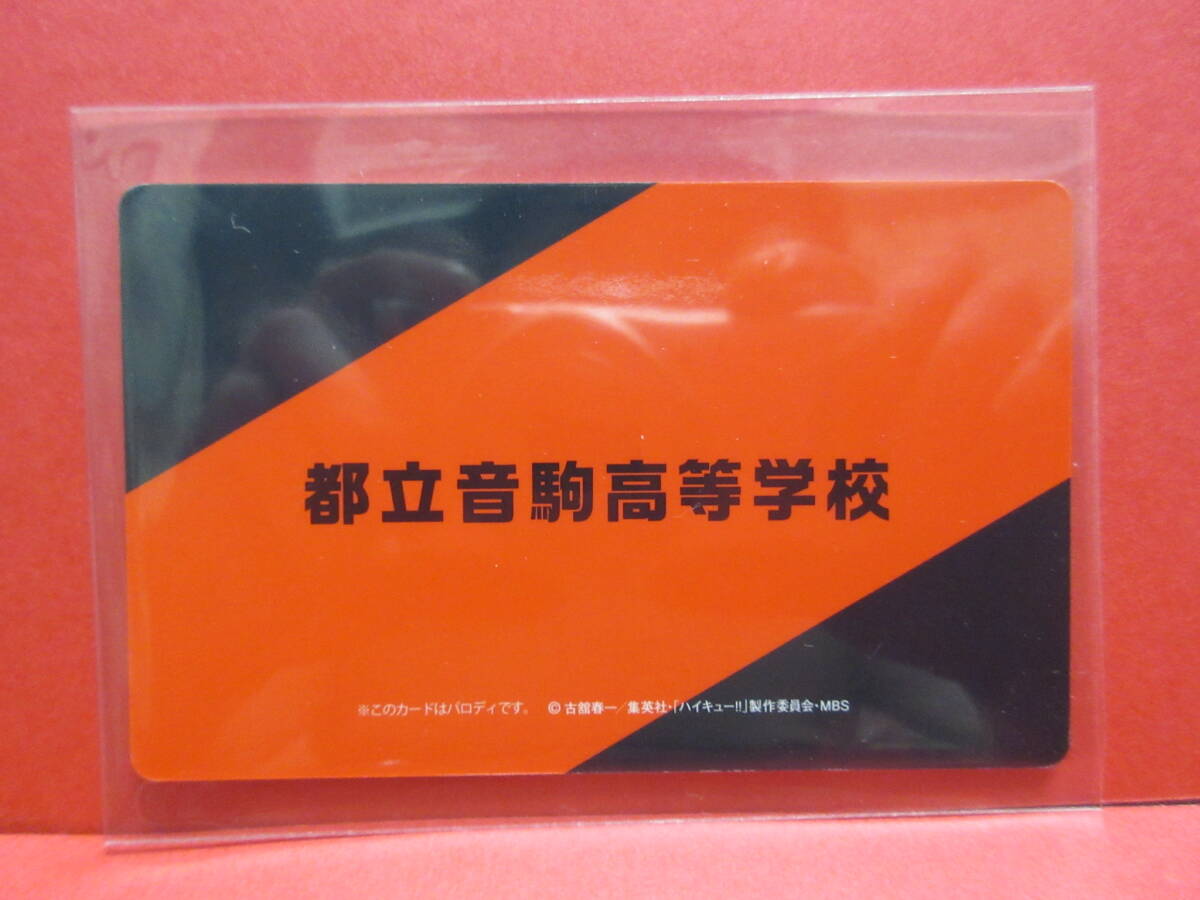 都立音駒高等学校
※このカードはパロディです。 © 古舘春一／集英社・「ハイキュー!!」製作委員会・MBS